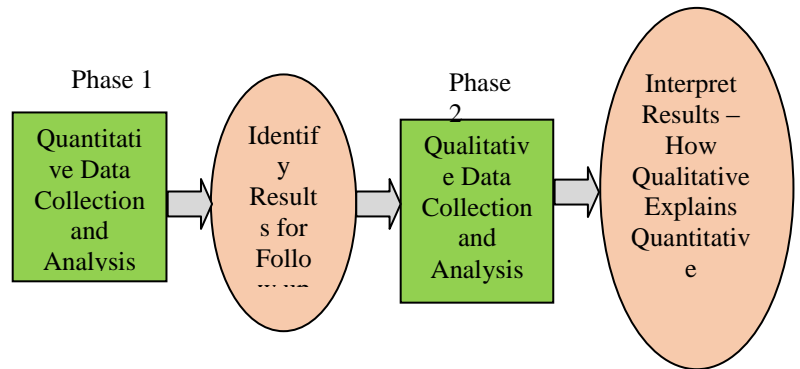 Phase 1
Quantitati
ve Data
Collection
and
Analysis
Identif
y
Result
s for
Follo
w-up
Phase
2
Qualitativ
e Data
Collection
and
Analysis
Interpret
Results –
How
Qualitative
Explains
Quantitativ
e